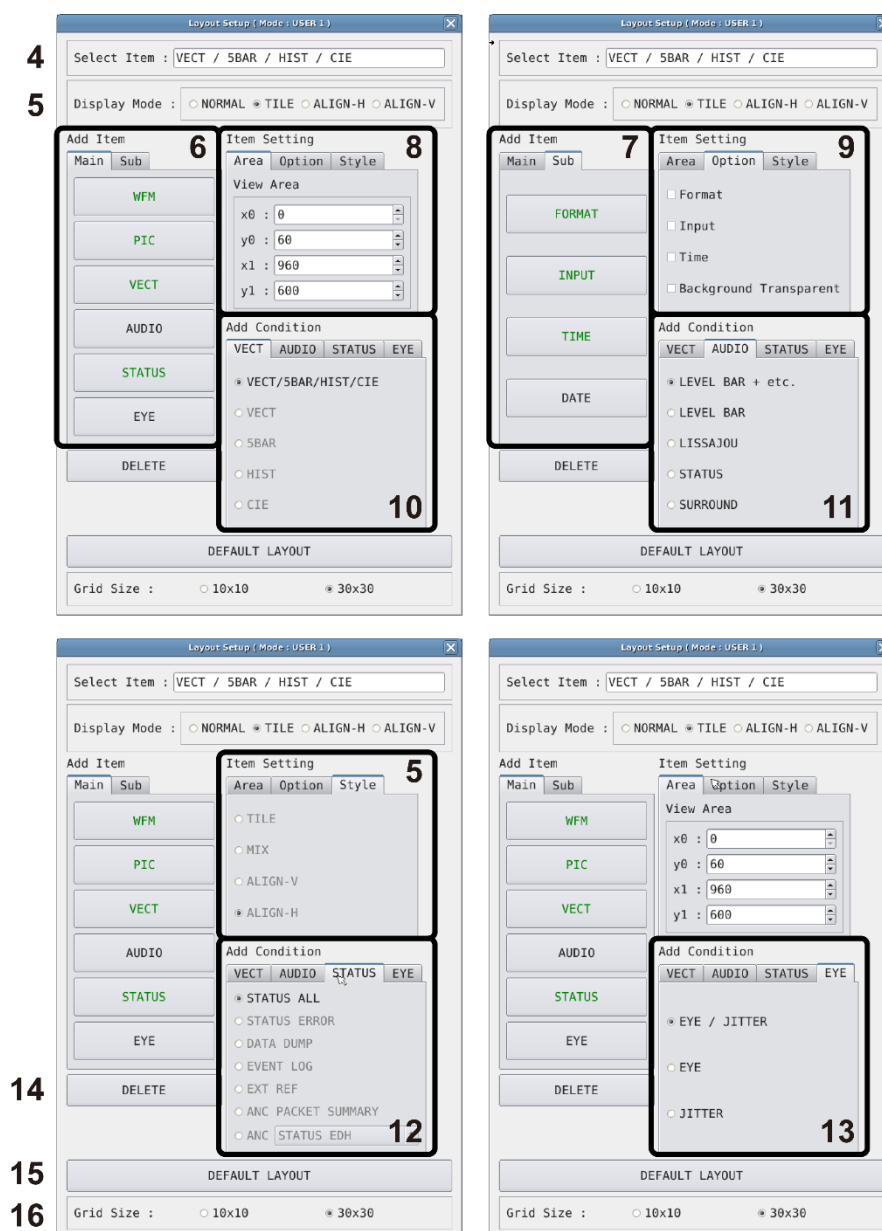 Layout Setup ( Mode : USER 1 )
4
Select Item : VECT / 5BAR / HIST / CIE
5
Display Mode : NORMAL TILE ALIGN-H ALIGN-V
Add Item
6
Main Sub
WFM
PIC
VECT
AUDIO
STATUS
EYE
DELETE
Item Setting
8
Area Option Style
View Area
x0 : 0
y0 : 60
x1 : 960
y1 : 600
Add Condition
VECT AUDIO STATUS EYE
VECT/5BAR/HIST/CIE
VECT
5BAR
HIST
CIE
10
DEFAULT LAYOUT
Grid Size : 10x10 30x30
Layout Setup ( Mode : USER 1 )
Select Item : VECT / 5BAR / HIST / CIE
Display Mode : NORMAL TILE ALIGN-H ALIGN-V
Add Item
7
Main Sub
FORMAT
INPUT
TIME
DATE
DELETE
Item Setting
9
Area Option Style
Format
Input
Time
Background Transparent
Add Condition
VECT AUDIO STATUS EYE
LEVEL BAR + etc.
LEVEL BAR
LISSAJOU
STATUS
SURROUND
11
DEFAULT LAYOUT
Grid Size : 10x10 30x30
Layout Setup ( Mode : USER 1 )
Select Item : VECT / 5BAR / HIST / CIE
Display Mode : NORMAL TILE ALIGN-H ALIGN-V
Add Item
Main Sub
WFM
PIC
VECT
AUDIO
STATUS
EYE
14
DELETE
Item Setting
5
Area Option Style
TILE
MIX
ALIGN-V
ALIGN-H
Add Condition
VECT AUDIO STATUS EYE
STATUS ALL
STATUS ERROR
DATA DUMP
EVENT LOG
EXT REF
ANC PACKET SUMMARY
ANC STATUS EDH
12
15
DEFAULT LAYOUT
16
Grid Size : 10x10 30x30
Layout Setup ( Mode : USER 1 )
Select Item : VECT / 5BAR / HIST / CIE
Display Mode : NORMAL TILE ALIGN-H ALIGN-V
Add Item
Main Sub
WFM
PIC
VECT
AUDIO
STATUS
EYE
DELETE
Item Setting
Area Option Style
View Area
x0 : 0
y0 : 60
x1 : 960
y1 : 600
Add Condition
VECT AUDIO STATUS EYE
EYE / JITTER
EYE
JITTER
13
DEFAULT LAYOUT
Grid Size : 10x10 30x30